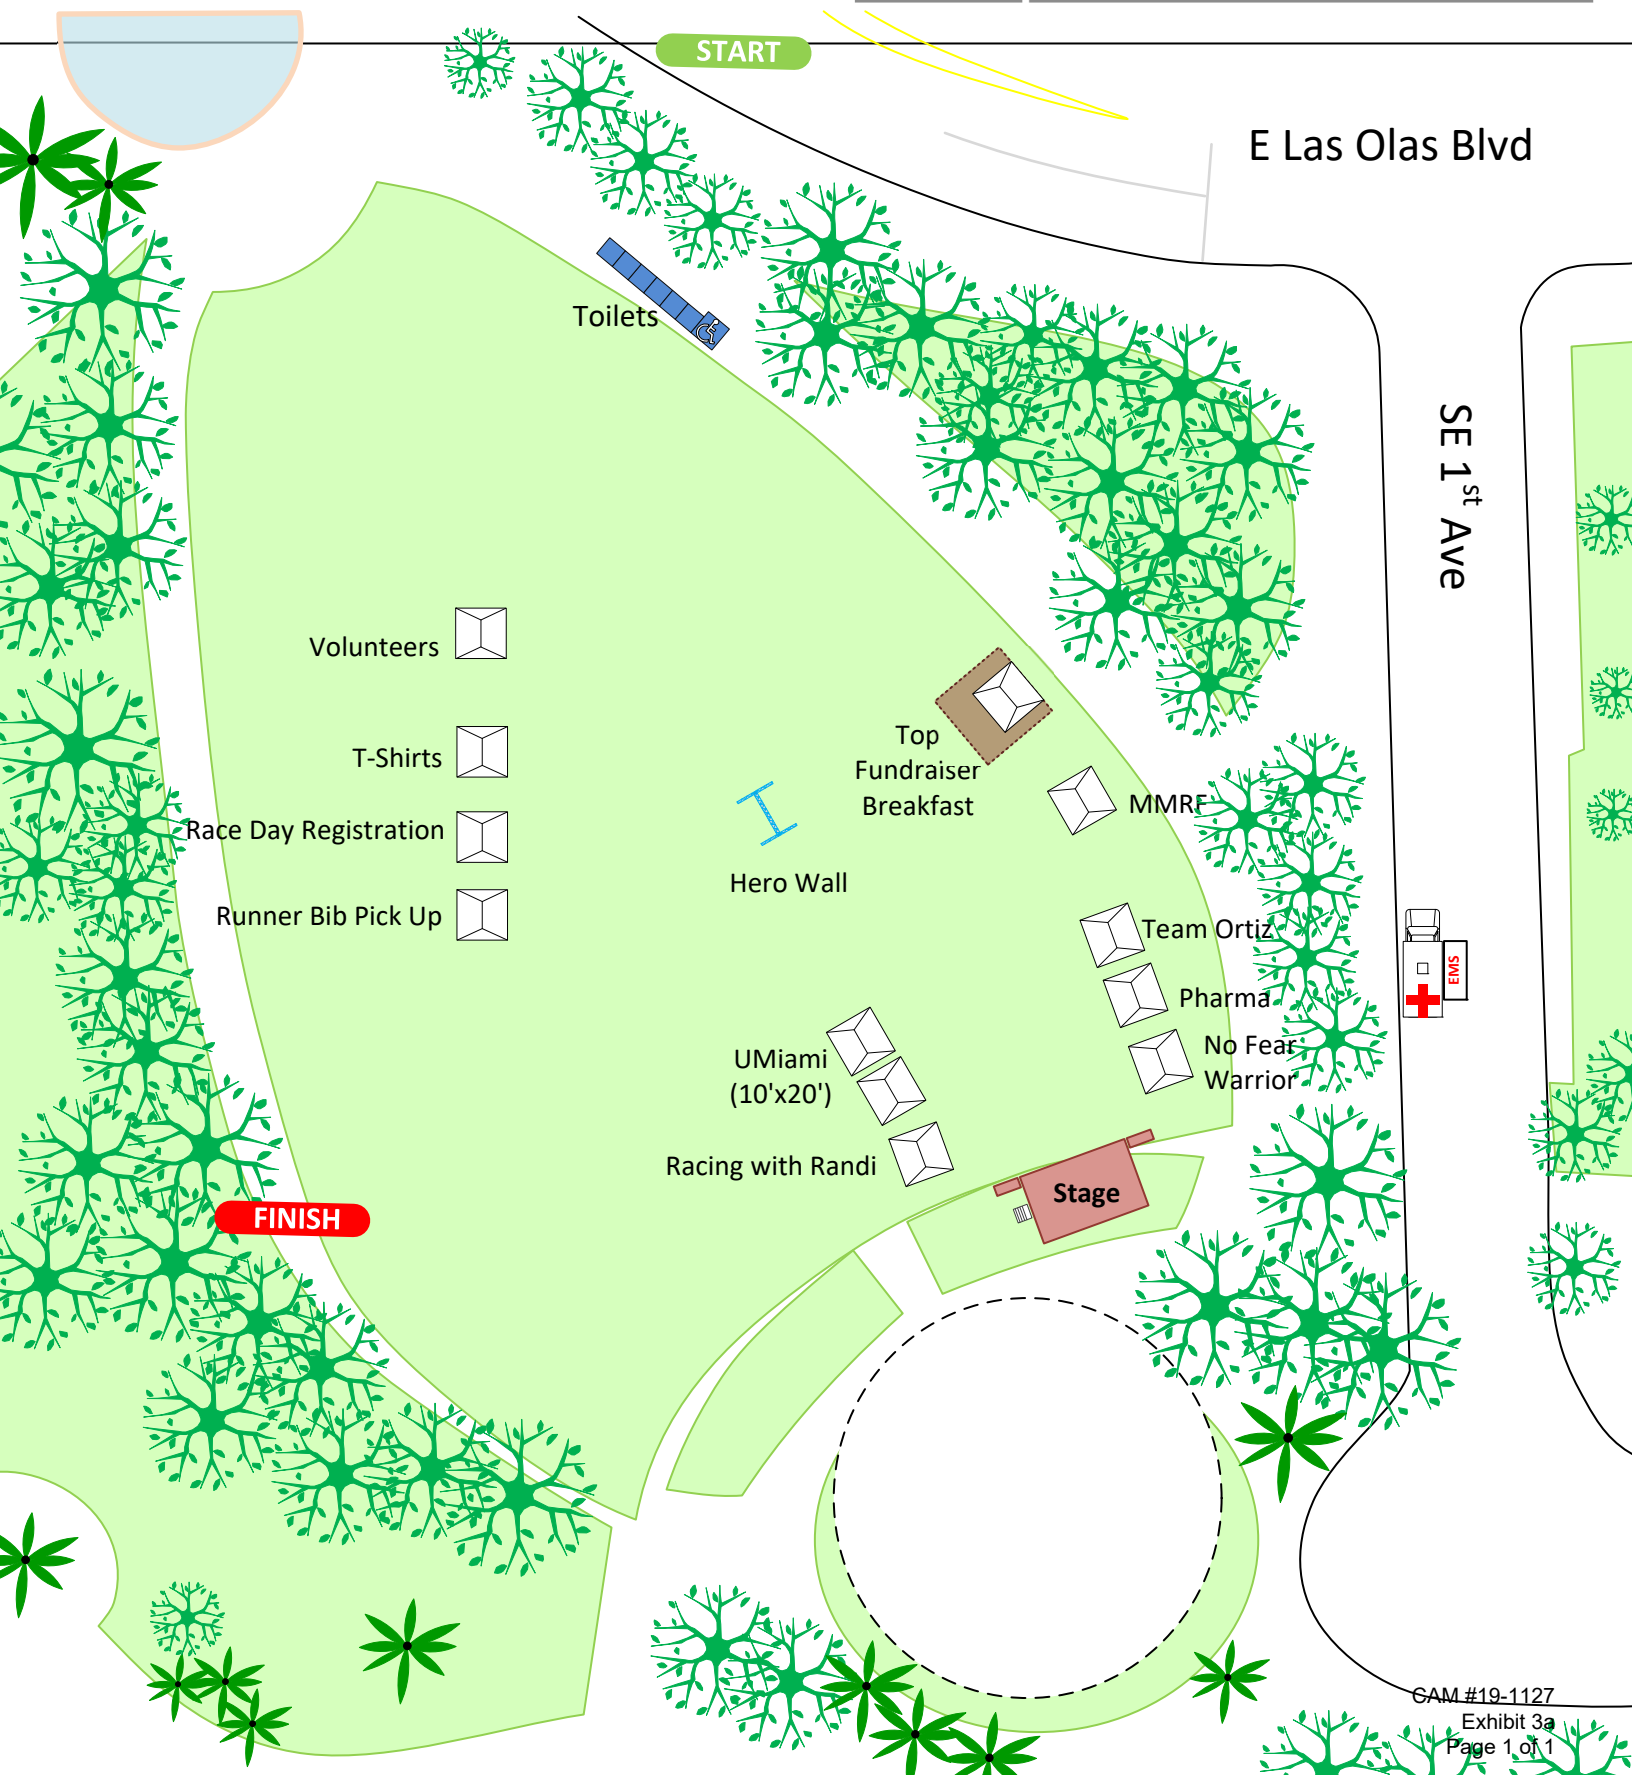 START
E Las Olas Blvd
Toilets
SE 1st Ave
Volunteers
T-Shirts
Race Day Registration
Runner Bib Pick Up
Top
Fundraiser
Breakfast
MMRF
Hero Wall
Team Ortiz
Pharma
No Fear
Warrior
EMS
UMiami
(10'x20')
Racing with Randi
Stage
FINISH
CAM #19-1127
Exhibit 3a
Page 1 of 1